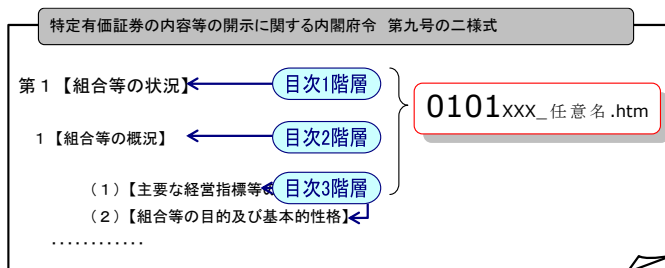 特定有価証券の内容等の開示に関する内閣府令 第九号の二様式
第1【組合等の状況】
目次1階層
0101XXX_任意名.htm
1【組合等の概況】
目次2階層
（1）【主要な経営指標等
目次3階層
（2）【組合等の目的及び基本的性格】
‥‥‥‥‥‥